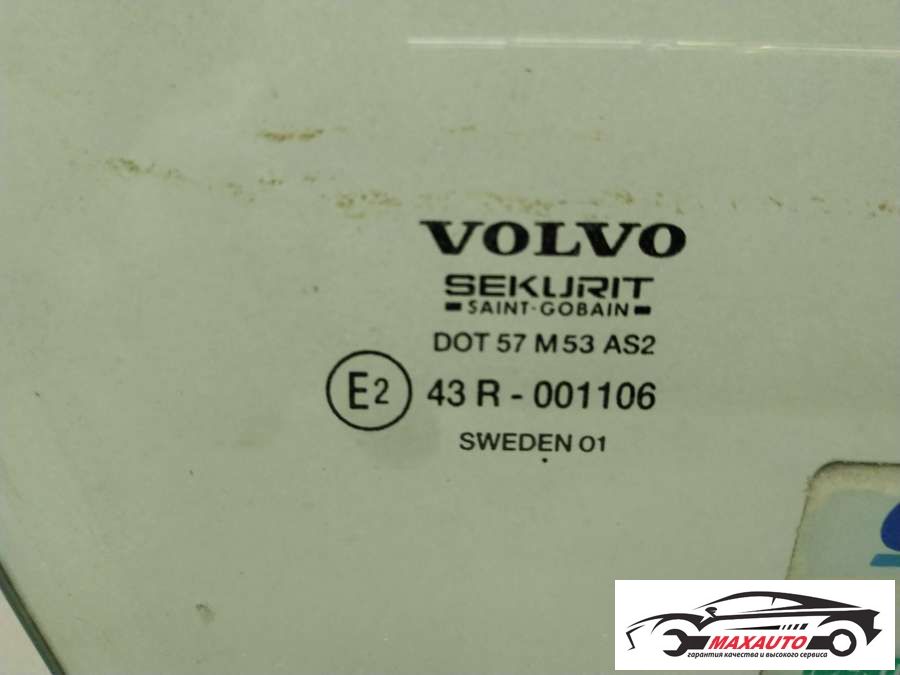 VOLVO
SEKURIT
SAINT-GOBAIN
DOT 57 M53 AS2
E2 43 R - 001106
SWEDEN 01
MAXAUTO
гарантия качества и высокого сервиса